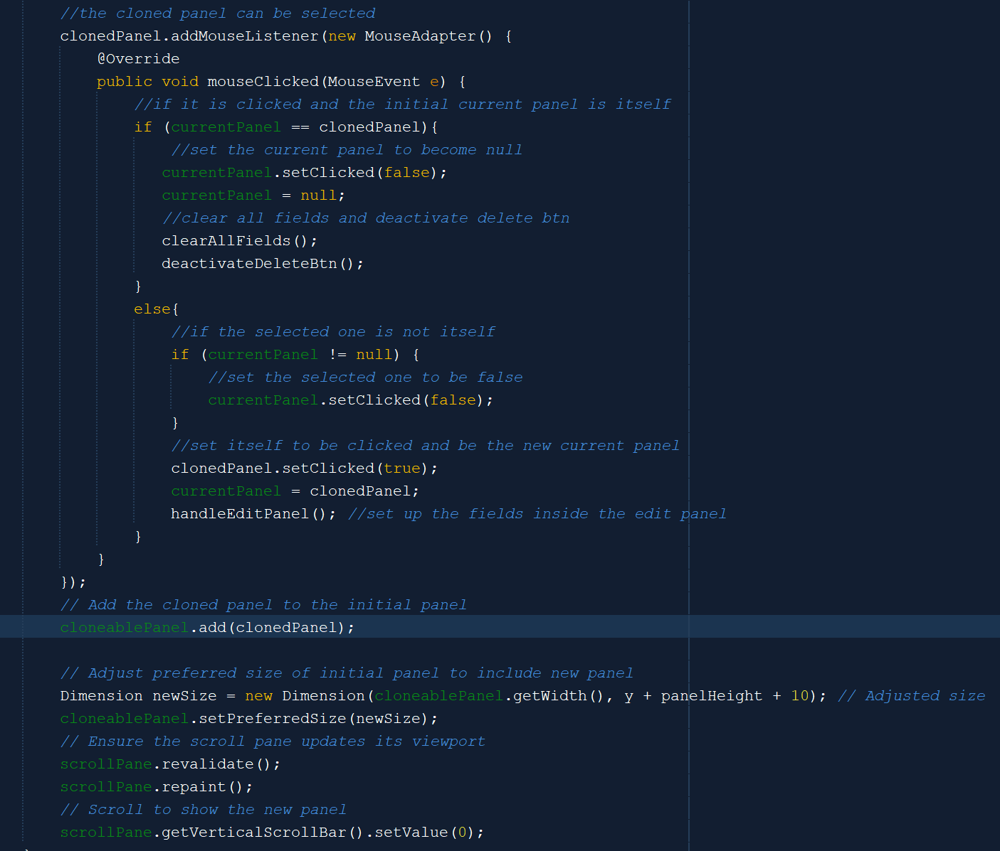 //the cloned panel can be selected
clonedPanel.addMouseListener(new MouseAdapter() {
@Override
public void mouseClicked(MouseEvent e) {
//if it is clicked and the initial current panel is itself
if (currentPanel == clonedPanel){
//set the current panel to become null
currentPanel.setClicked(false);
currentPanel = null;
//clear all fields and deactivate delete btn
clearAllFields();
deactivateDeleteBtn();
}
else{
//if the selected one is not itself
if (currentPanel != null) {
//set the selected one to be false
currentPanel.setClicked(false);
}
//set itself to be clicked and be the new current panel
clonedPanel.setClicked(true);
currentPanel = clonedPanel;
handleEditPanel(); //set up the fields inside the edit panel
}
}
});
// Add the cloned panel to the initial panel
cloneablePanel.add(clonedPanel);
// Adjust preferred size of initial panel to include new panel
Dimension newSize = new Dimension(cloneablePanel.getWidth(), y + panelHeight + 10); // Adjusted size
cloneablePanel.setPreferredSize(newSize);
// Ensure the scroll pane updates its viewport
scrollPane.revalidate();
scrollPane.repaint();
// Scroll to show the new panel
scrollPane.getVerticalScrollBar().setValue(0);